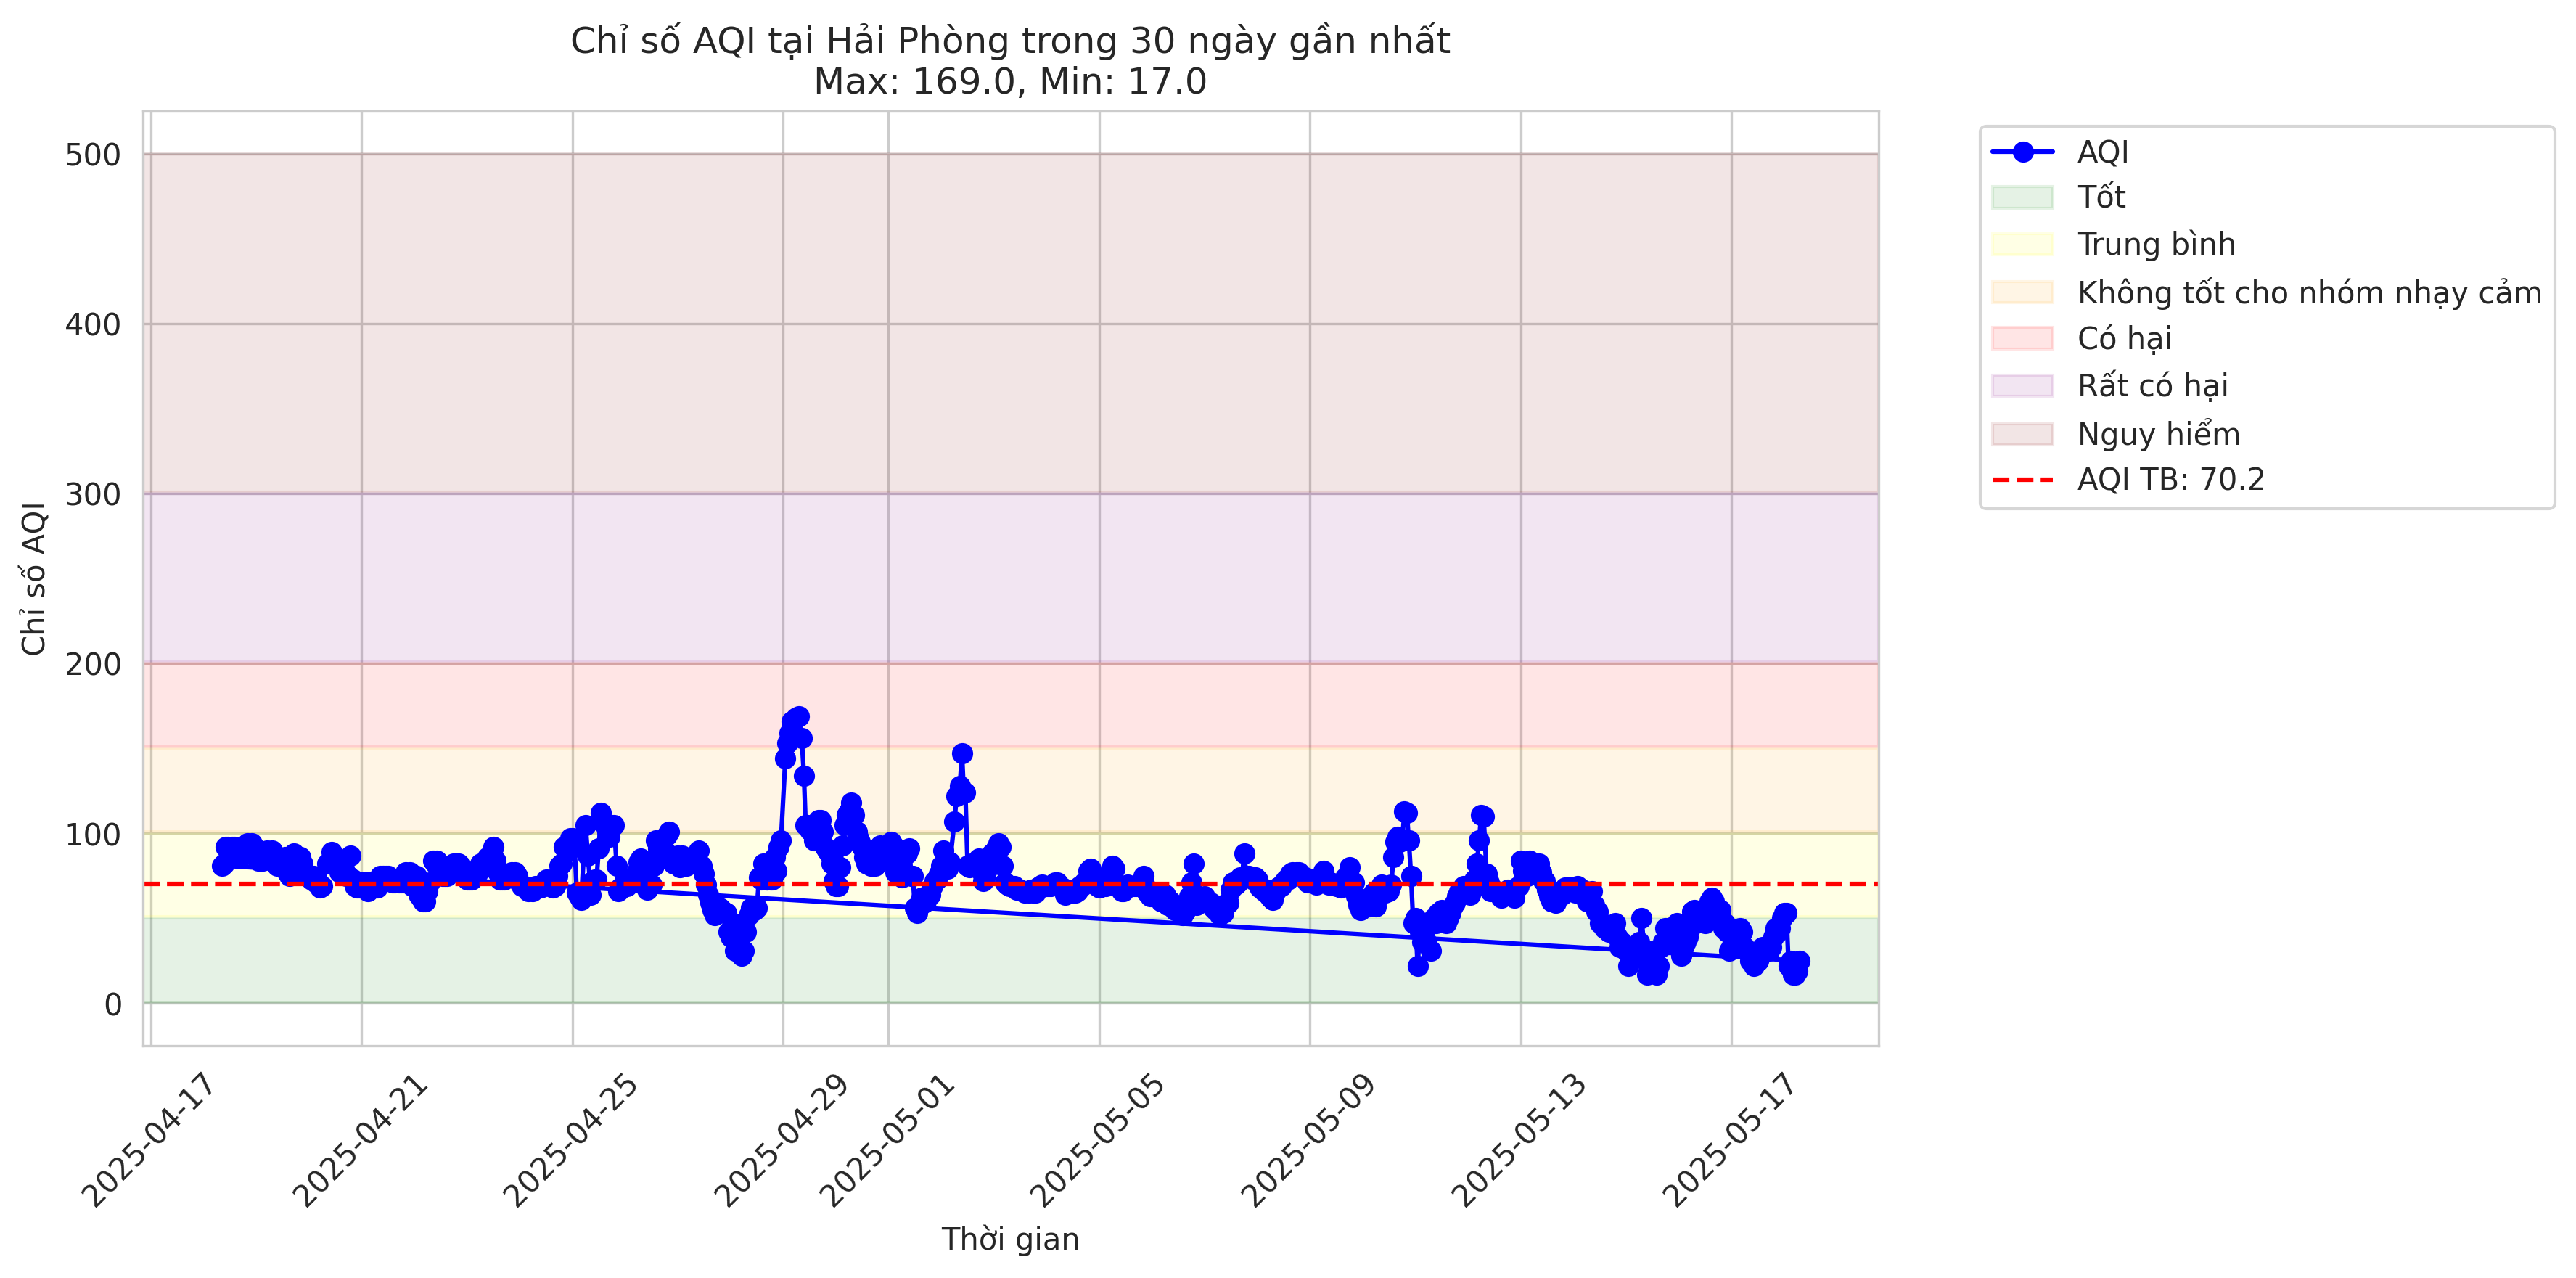 Chỉ số AQI tại Hải Phòng trong 30 ngày gần nhất
Max: 169.0, Min: 17.0
Chỉ số AQI
500
400
300
200
100
0
2025-04-17
2025-04-21
2025-04-25
2025-04-29
2025-05-01
2025-05-05
2025-05-09
2025-05-13
2025-05-17
Thời gian
AQI
Tốt
Trung bình
Không tốt cho nhóm nhạy cảm
Có hại
Rất có hại
Nguy hiểm
AQI TB: 70.2